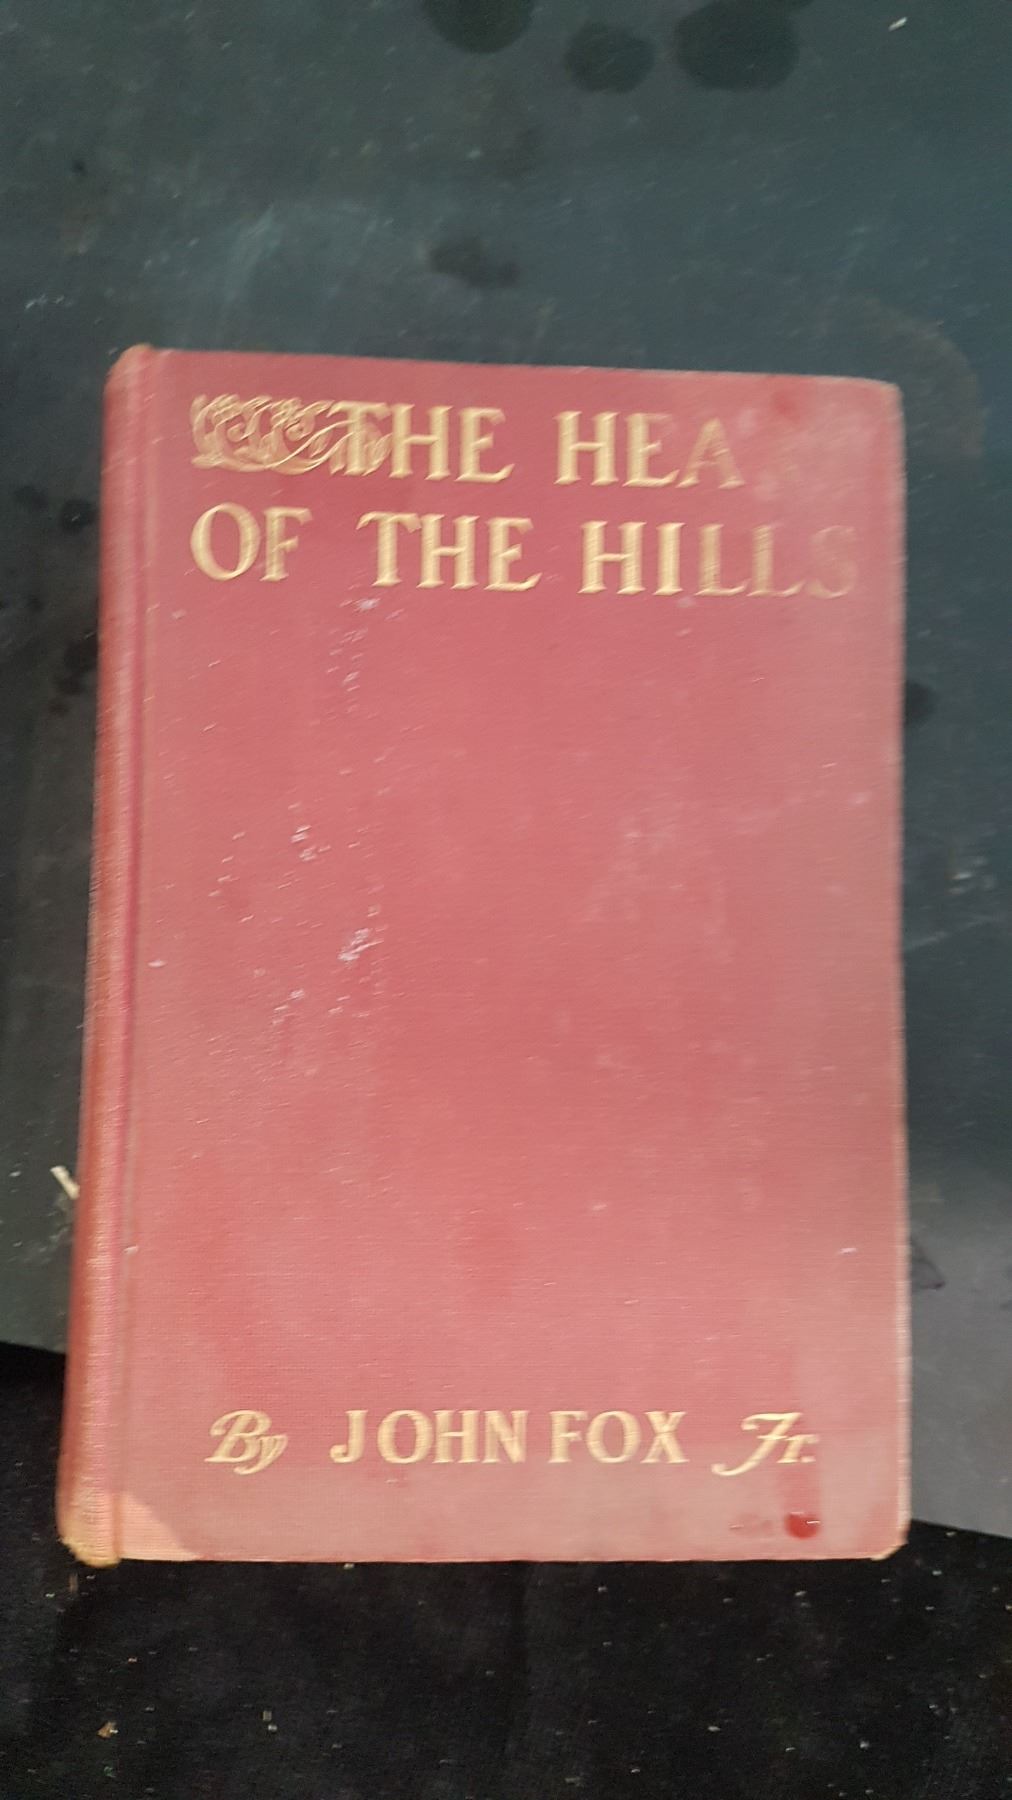 THE HEA
OF THE HILLS
By JOHN FOX Jr.